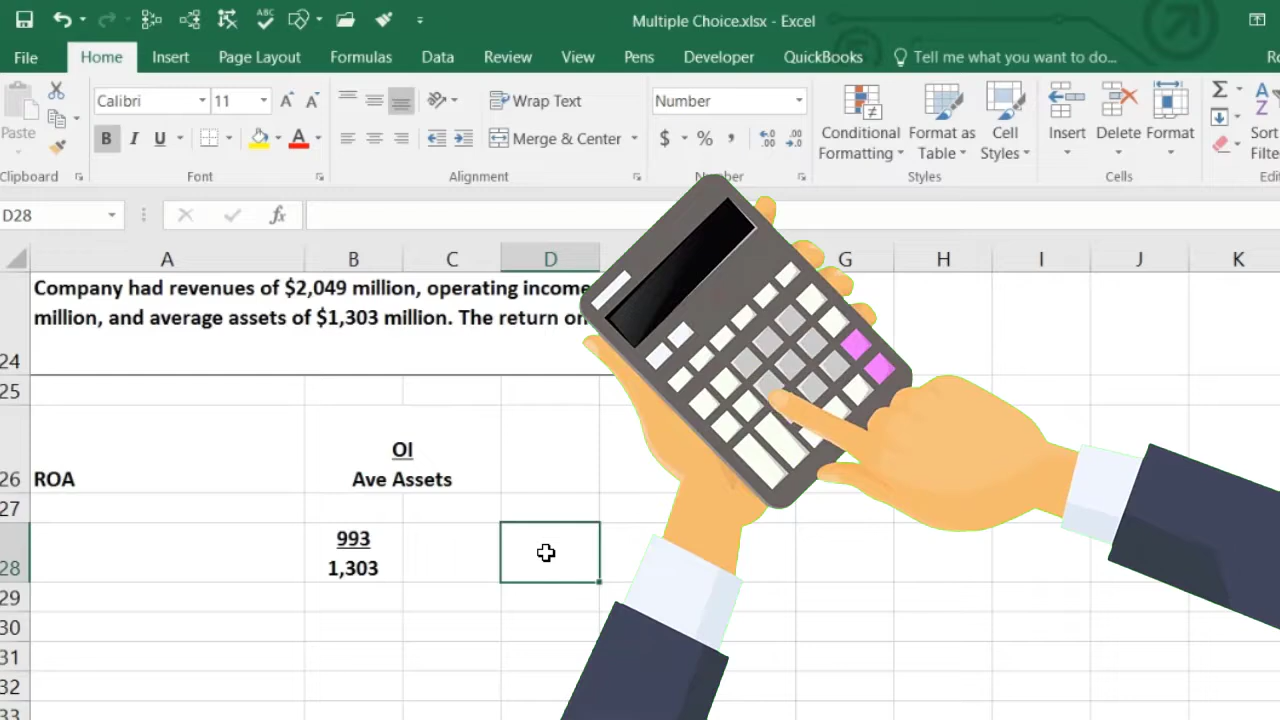 ABC
Multiple Choice.xlsx - Excel
File
Home
Insert
Page Layout
Formulas
Data
Review
View
Pens
Developer
QuickBooks
Tell me what you want to do...
Paste
Calibri
11
A
A
B
I
U
A
Wrap Text
Merge & Center
Number
$
%
,
Conditional
Formatting
Format as
Table
Cell
Styles
Insert
Delete
Format
Σ
Sort
Clipboard
Font
Alignment
Styles
Cells
D28
fx
A
B
C
D
G
H
I
J
K
Company had revenues of $2,049 million, operating income
million, and average assets of $1,303 million. The return on
24
25
OI
26
ROA
Ave Assets
27
993
28
1,303
29
30
31
32
33